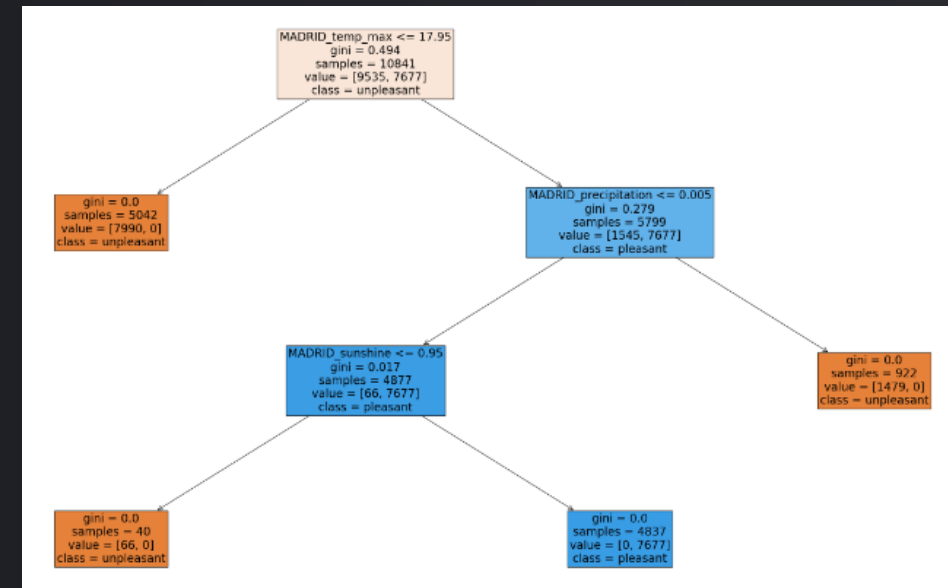 MADRID_temp_max <= 17.95
gini = 0.494
samples = 10841
value = [9535, 7677]
class = unpleasant
gini = 0.0
samples = 5042
value = [7990, 0]
class = unpleasant
MADRID_precipitation <= 0.005
gini = 0.279
samples = 5799
value = [1545, 7677]
class = pleasant
MADRID_sunshine <= 0.95
gini = 0.017
samples = 4877
value = [66, 7677]
class = pleasant
gini = 0.0
samples = 922
value = [1479, 0]
class = unpleasant
gini = 0.0
samples = 40
value = [66, 0]
class = unpleasant
gini = 0.0
samples = 4837
value = [0, 7677]
class = pleasant